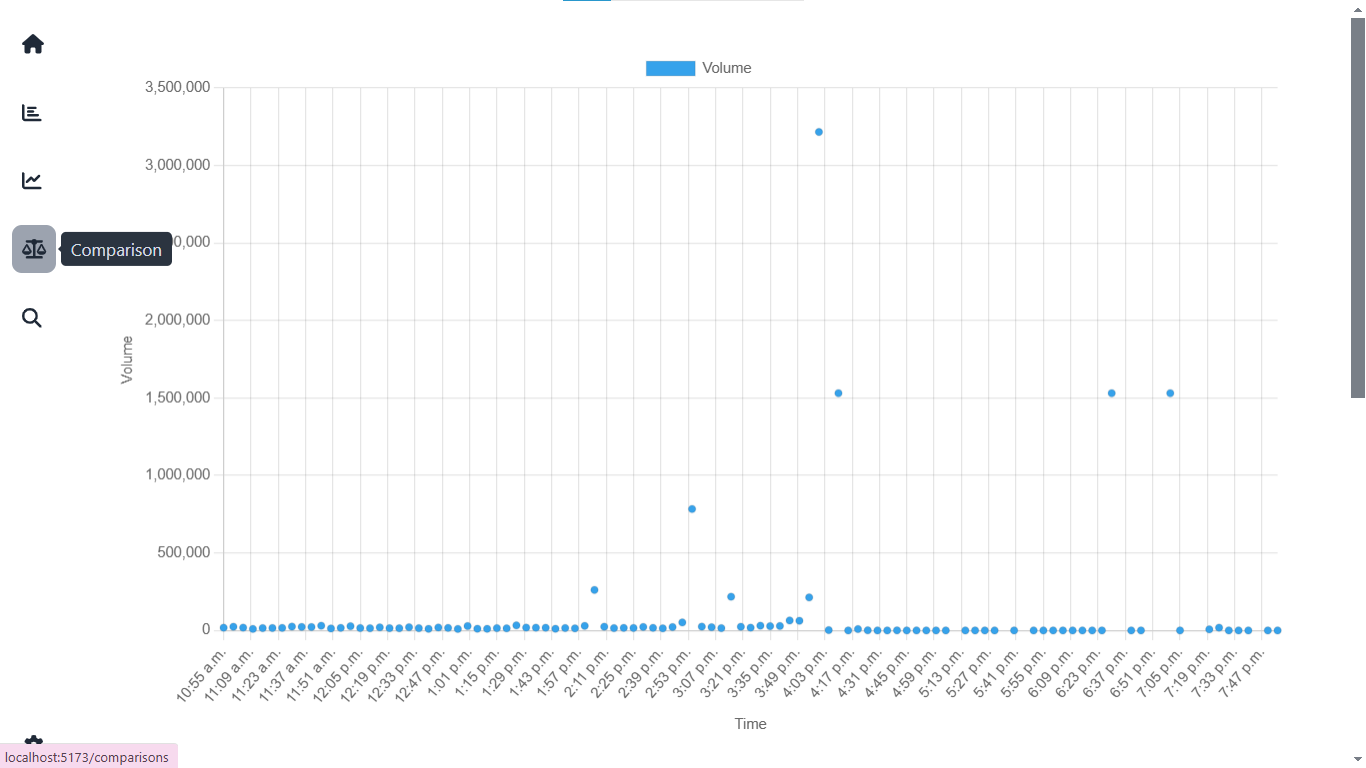 Volume
3,500,000
3,000,000
Comparison
00,000
2,000,000
1,500,000
1,000,000
500,000
0
Volume
10:55 a.m.
11:09 a.m.
11:23 a.m.
11:37 a.m.
11:51 a.m.
12:05 p.m.
12:19 p.m.
12:33 p.m.
12:47 p.m.
1:01 p.m.
1:15 p.m.
1:29 p.m.
1:43 p.m.
1:57 p.m.
2:11 p.m.
2:25 p.m.
2:39 p.m.
2:53 p.m.
3:07 p.m.
3:21 p.m.
3:35 p.m.
3:49 p.m.
4:03 p.m.
4:17 p.m.
4:31 p.m.
4:45 p.m.
4:59 p.m.
5:13 p.m.
5:27 p.m.
5:41 p.m.
5:55 p.m.
6:09 p.m.
6:23 p.m.
6:37 p.m.
6:51 p.m.
7:05 p.m.
7:19 p.m.
7:33 p.m.
7:47 p.m.
Time
localhost:5173/comparisons